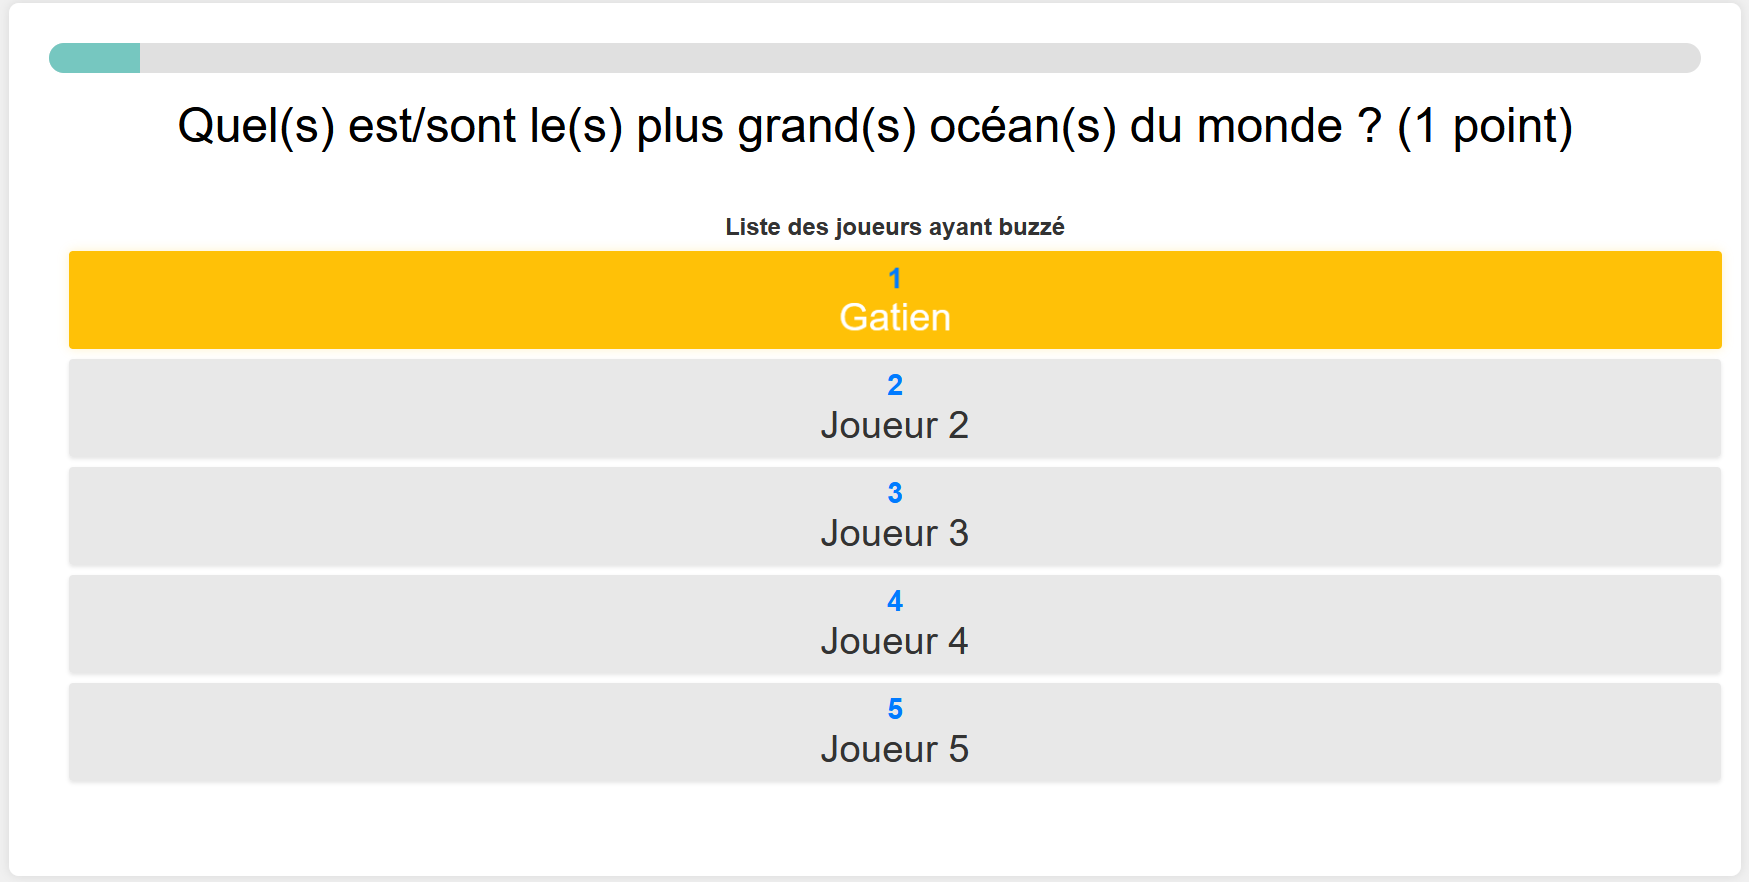 Quel(s) est/sont le(s) plus grand(s) océan(s) du monde ? (1 point)
Liste des joueurs ayant buzzé
1
Gatien
2
Joueur 2
3
Joueur 3
4
Joueur 4
5
Joueur 5